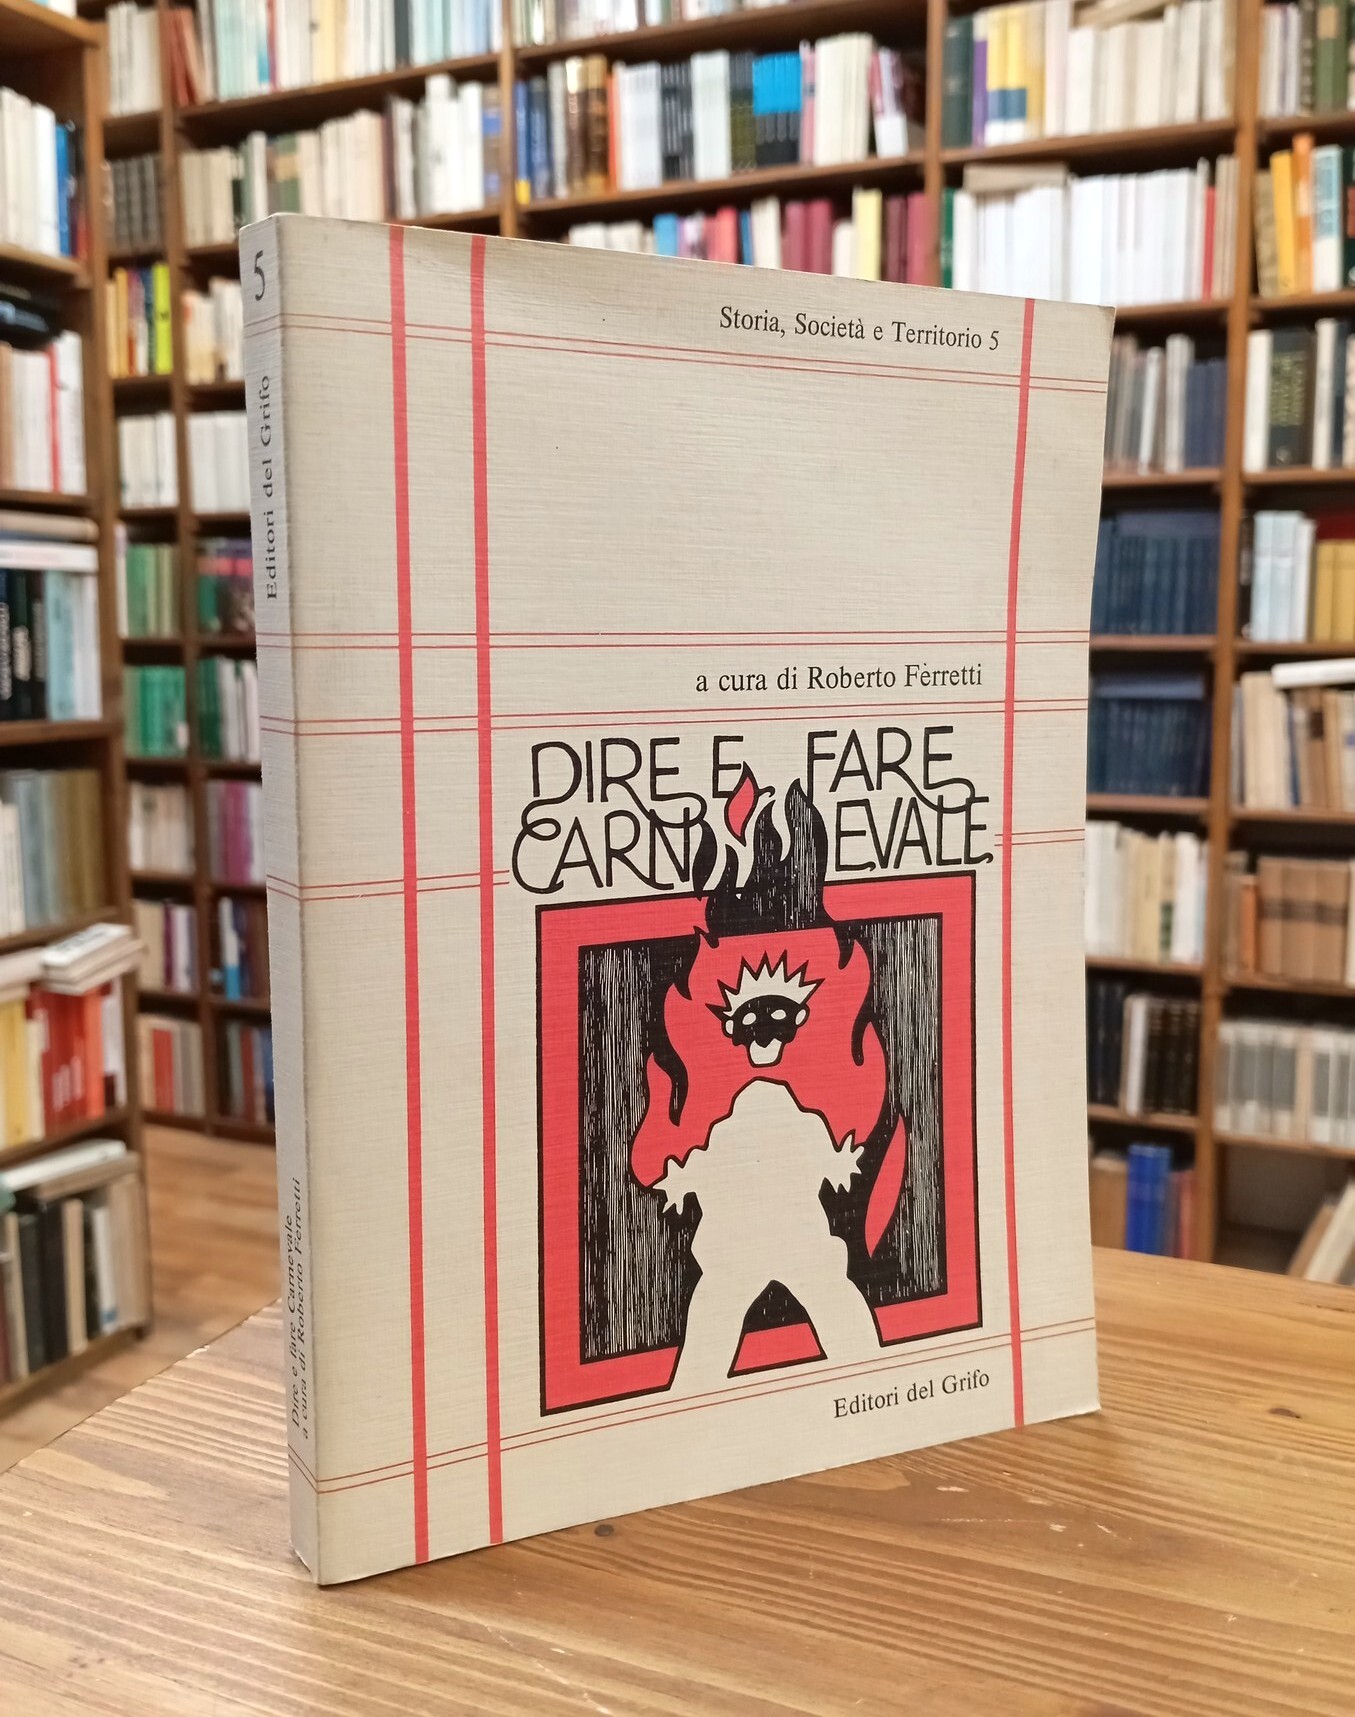 Storia, Società e Territorio 5
a cura di Roberto Ferretti
DIRE E FARE
CARNEVALE
Editori del Grifo
5
Editori del Grifo
Dire e fare Carnevale
a cura di Roberto Ferretti